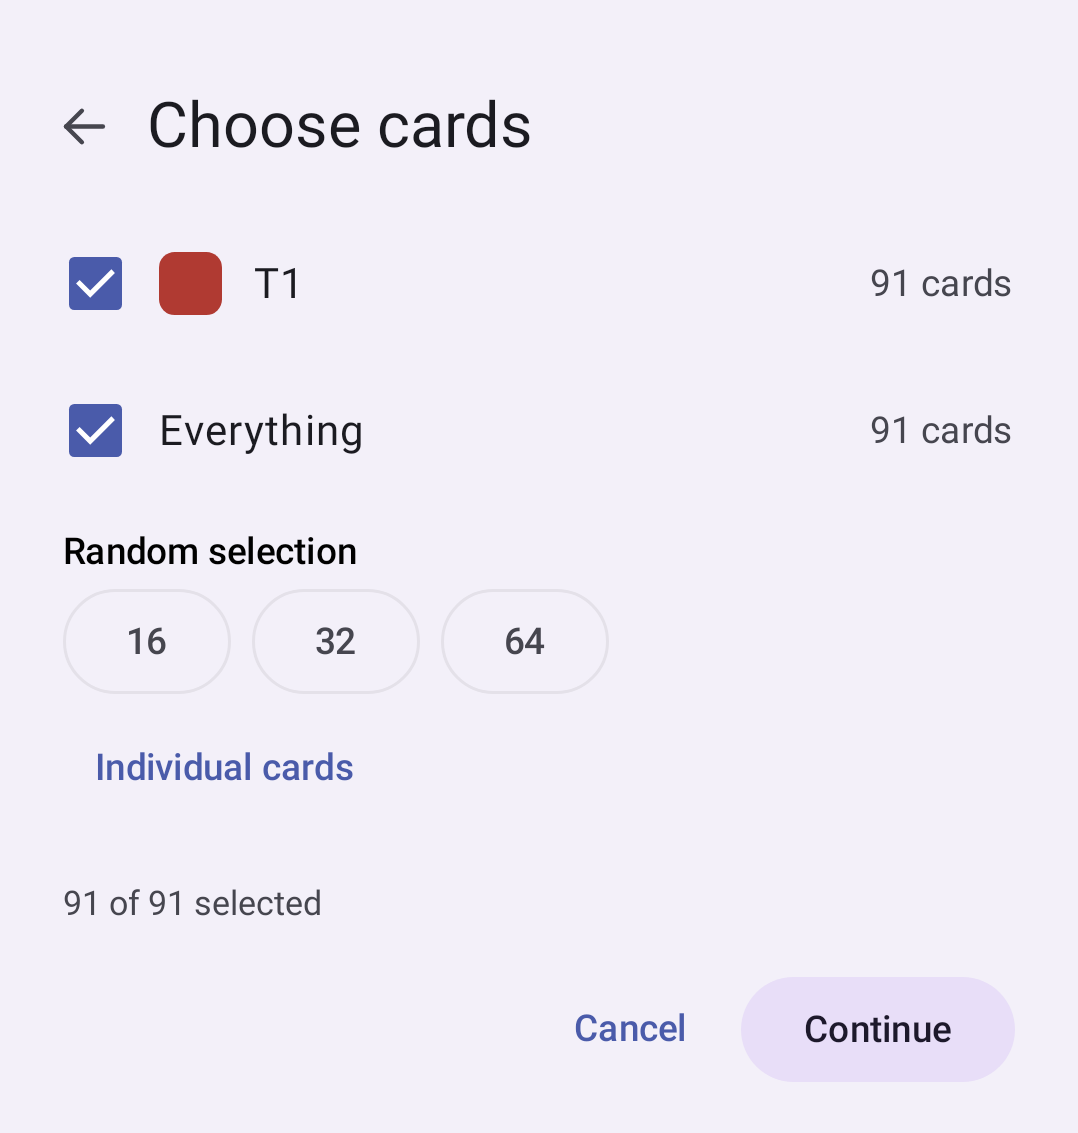 Choose cards
T1 91 cards
Everything 91 cards
Random selection
16 32 64
Individual cards
91 of 91 selected
Cancel Continue